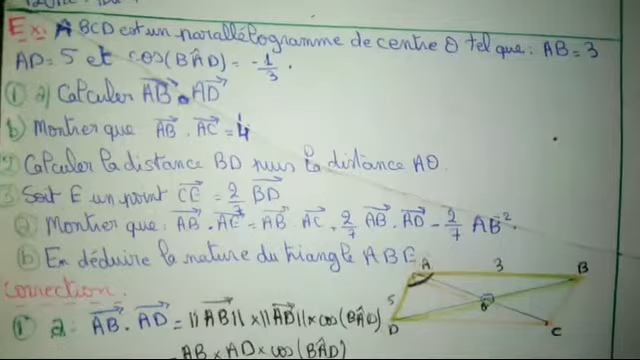 Ex: ABCD est un parallélogramme de centre O tel que : AB = 3
AD = 5 et cos(BÂD) = -1/3.
① a) Calculer AB . AD
b) Montrer que AB . AC = 4
② Calculer la distance BD puis la distance AO.
③ Soit E un point CE = 2/7 BD
ⓐ Montrer que : AB . AE = AB . AC + 2/7 AB . AD - 2/7 AB².
ⓑ En déduire la nature du triangle ABE
Correction.
① a : AB . AD = ||AB|| x ||AD|| x cos(BÂD)
= AB x AD x cos(BÂD)
A
3
B
5
O
D
C